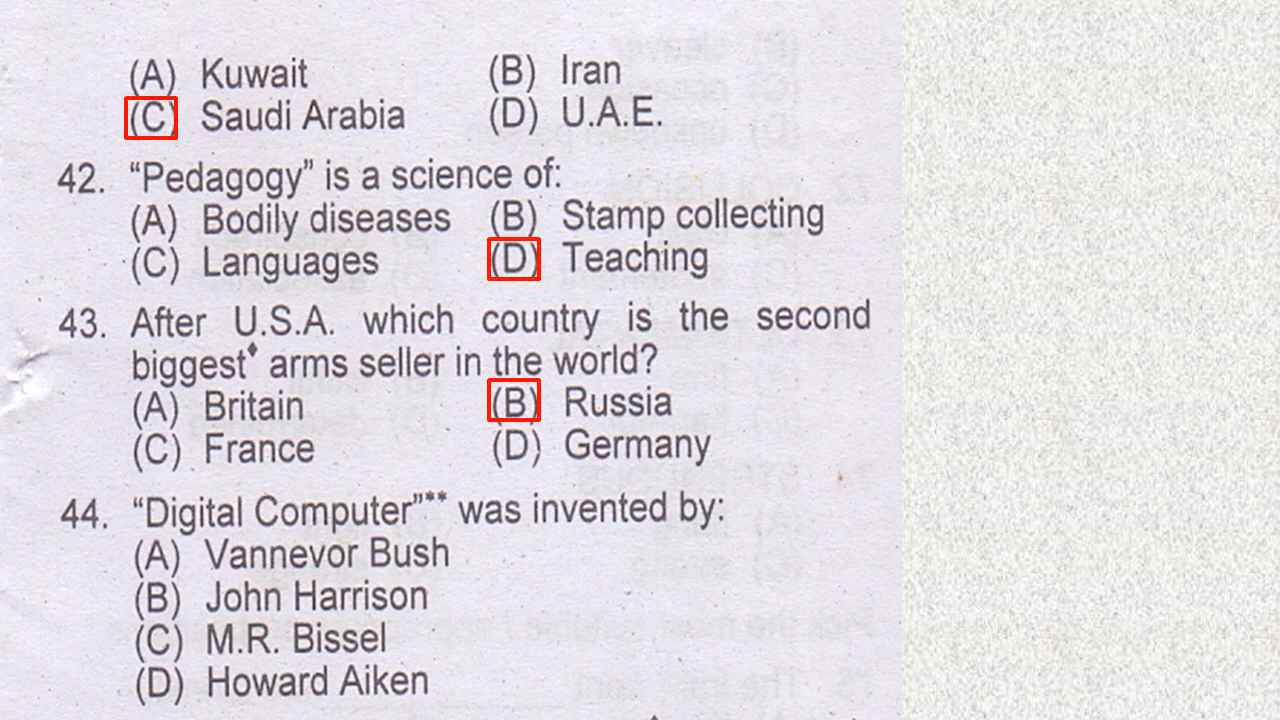 (A) Kuwait (B) Iran
(C) Saudi Arabia (D) U.A.E.
42. “Pedagogy” is a science of:
(A) Bodily diseases (B) Stamp collecting
(C) Languages (D) Teaching
43. After U.S.A. which country is the second
biggest♦ arms seller in the world?
(A) Britain (B) Russia
(C) France (D) Germany
44. “Digital Computer”** was invented by:
(A) Vannevor Bush
(B) John Harrison
(C) M.R. Bissel
(D) Howard Aiken